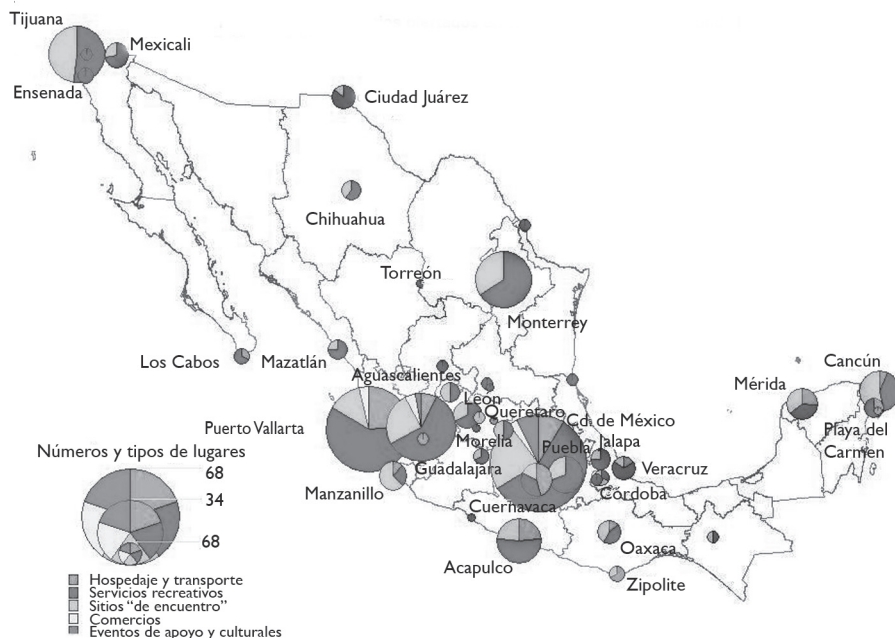 Tijuana
Mexicali
Ensenada
Ciudad Juárez
Chihuahua
Torreón
Monterrey
Los Cabos
Mazatlán
Aguascalientes
Mérida
Cancún
León
Querétaro
Cd. de México
Puerto Vallarta
Morelia
Puebla
Jalapa
Playa del
Carmen
Guadalajara
Veracruz
Manzanillo
Córdoba
Cuernavaca
Acapulco
Oaxaca
Zipolite
Números y tipos de lugares
68
34
68
Hospedaje y transporte
Servicios recreativos
Sitios “de encuentro”
Comercios
Eventos de apoyo y culturales